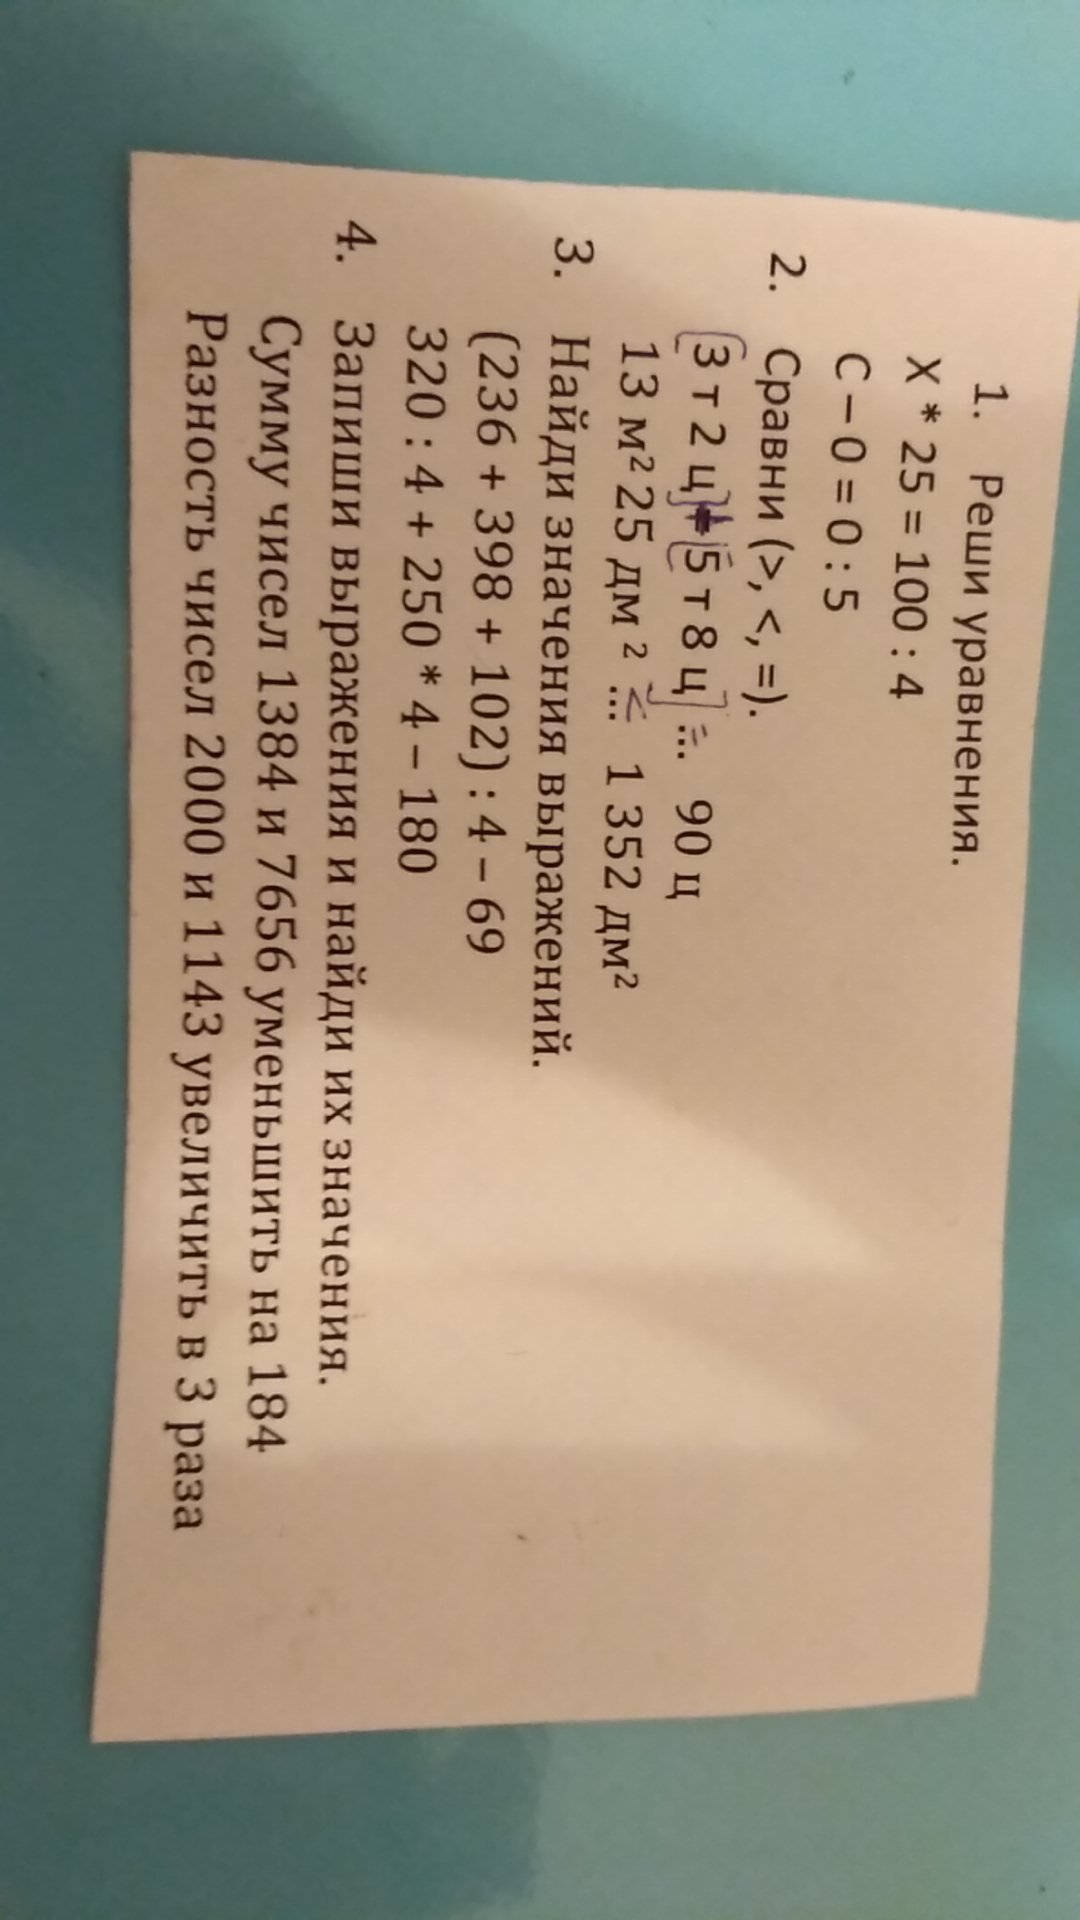 1. Реши уравнения.
X * 25 = 100 : 4
C – 0 = 0 : 5
2. Сравни (>, <, =).
(3 т 2 ц) + (5 т 8 ц) =... 90 ц
13 м² 25 дм ² <... 1 352 дм²
3. Найди значения выражений.
(236 + 398 + 102) : 4 – 69
320 : 4 + 250 * 4 – 180
4. Запиши выражения и найди их значения.
Сумму чисел 1384 и 7656 уменьшить на 184
Разность чисел 2000 и 1143 увеличить в 3 раза